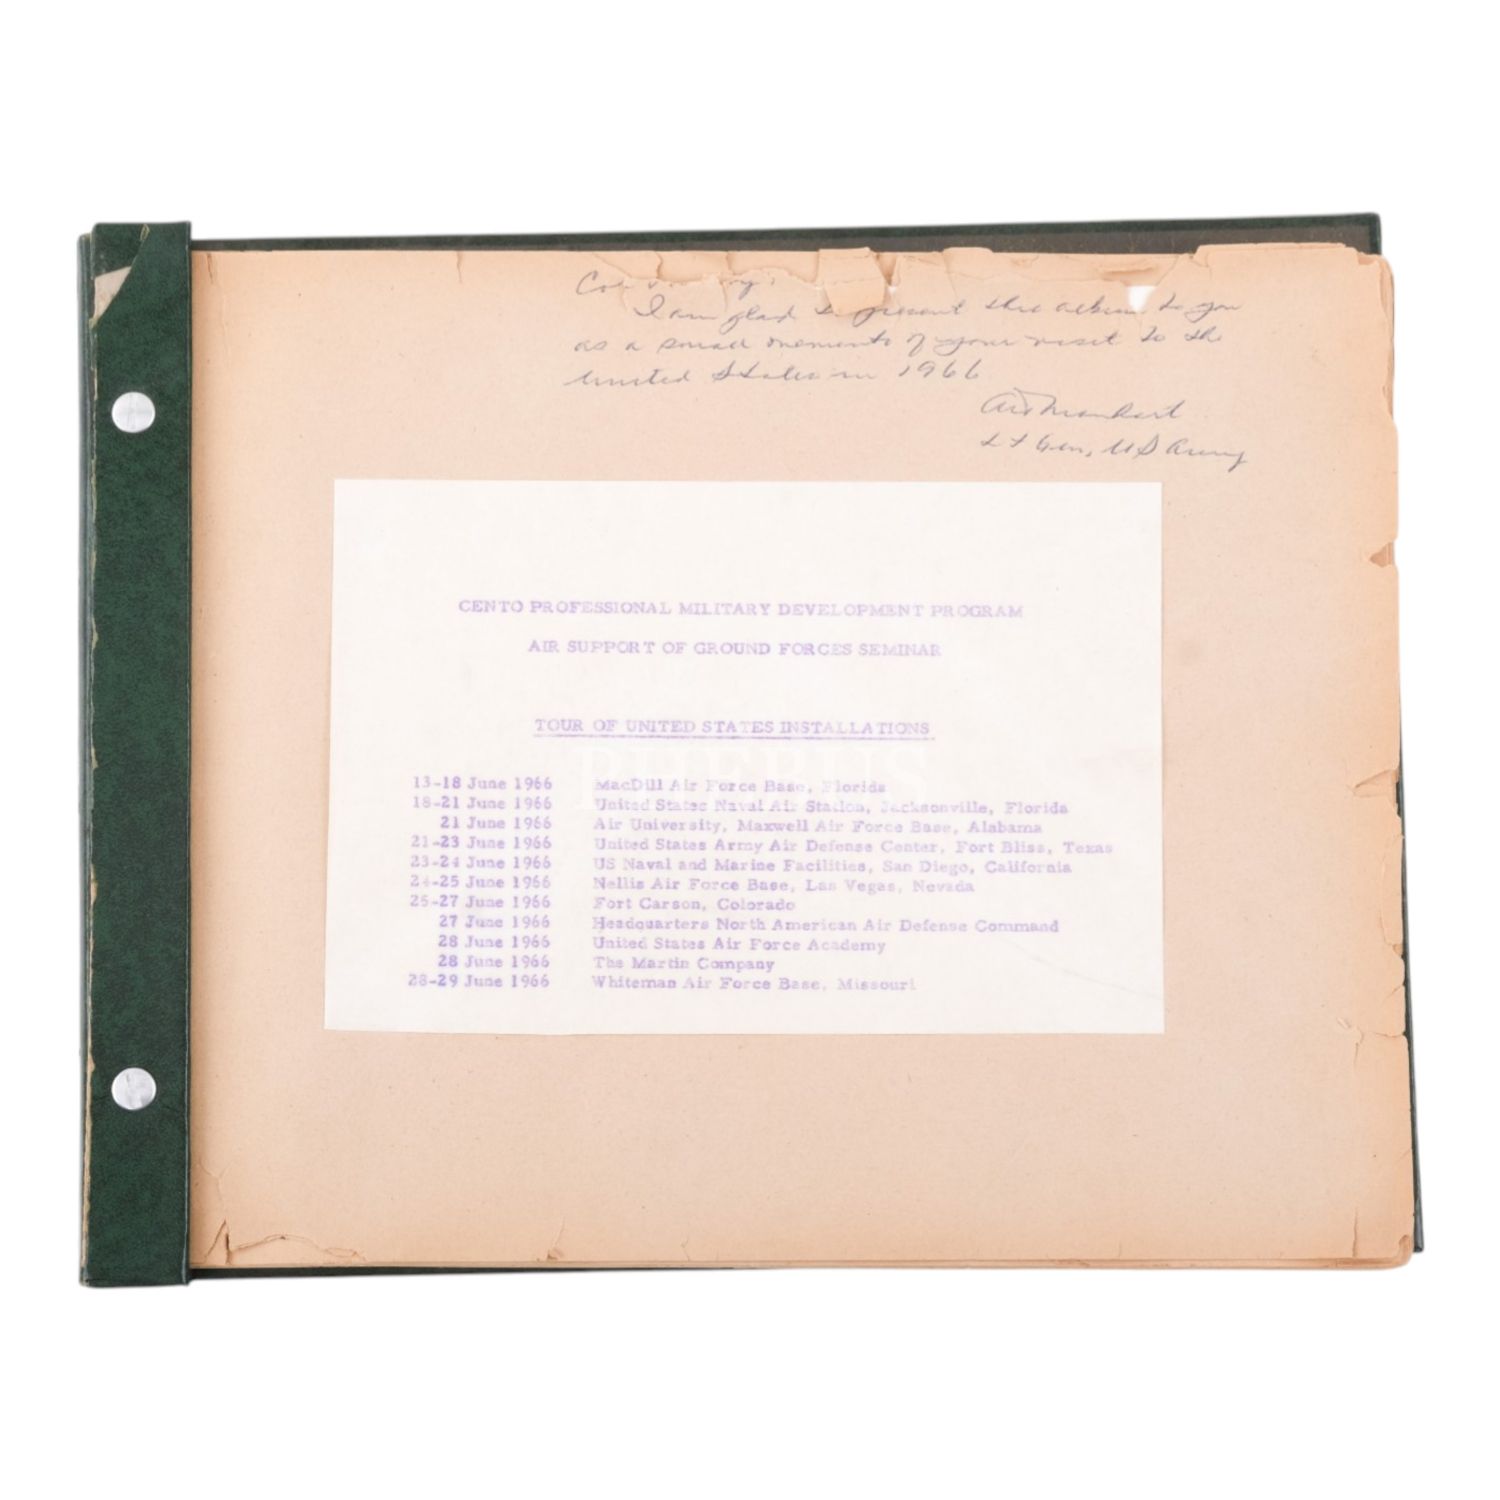 I am glad to present this album to you
as a small memento of your visit to the
United States in 1966
Lt Gen, US Army
CENTO PROFESSIONAL MILITARY DEVELOPMENT PROGRAM
AIR SUPPORT OF GROUND FORCES SEMINAR
TOUR OF UNITED STATES INSTALLATIONS
PHEBUS
13-18 June 1966 MacDill Air Force Base, Florida
18-21 June 1966 United States Naval Air Station, Jacksonville, Florida
21 June 1966 Air University, Maxwell Air Force Base, Alabama
21-23 June 1966 United States Army Air Defense Center, Fort Bliss, Texas
23-24 June 1966 US Naval and Marine Facilities, San Diego, California
24-25 June 1966 Nellis Air Force Base, Las Vegas, Nevada
25-27 June 1966 Fort Carson, Colorado
27 June 1966 Headquarters North American Air Defense Command
28 June 1966 United States Air Force Academy
28 June 1966 The Martin Company
28-29 June 1966 Whiteman Air Force Base, Missouri